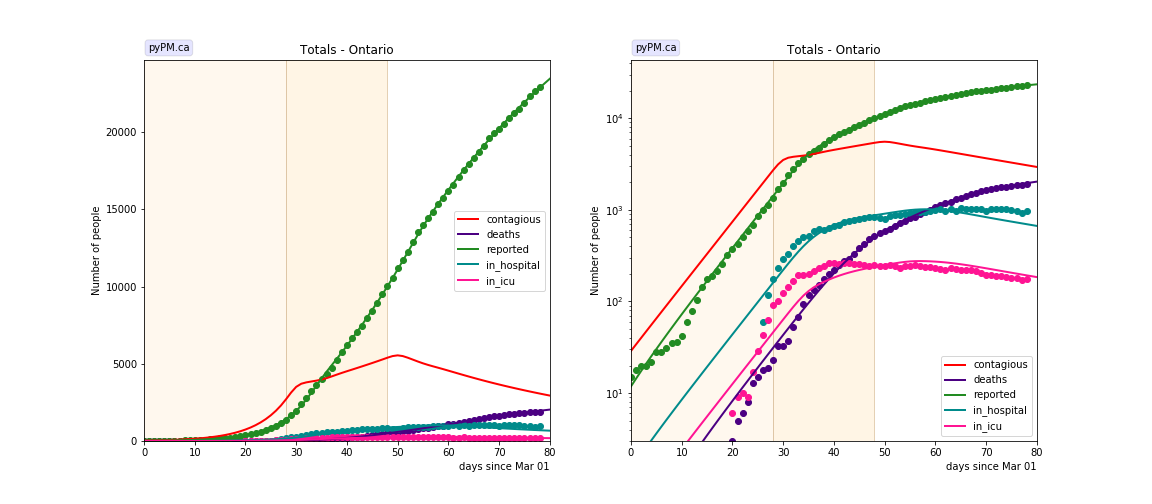 pyPM.ca
Totals - Ontario
Number of people
20000
15000
10000
5000
0
0 10 20 30 40 50 60 70 80
days since Mar 01
contagious
deaths
reported
in_hospital
in_icu
pyPM.ca
Totals - Ontario
Number of people
10⁴
10³
10²
10¹
0 10 20 30 40 50 60 70 80
days since Mar 01
contagious
deaths
reported
in_hospital
in_icu